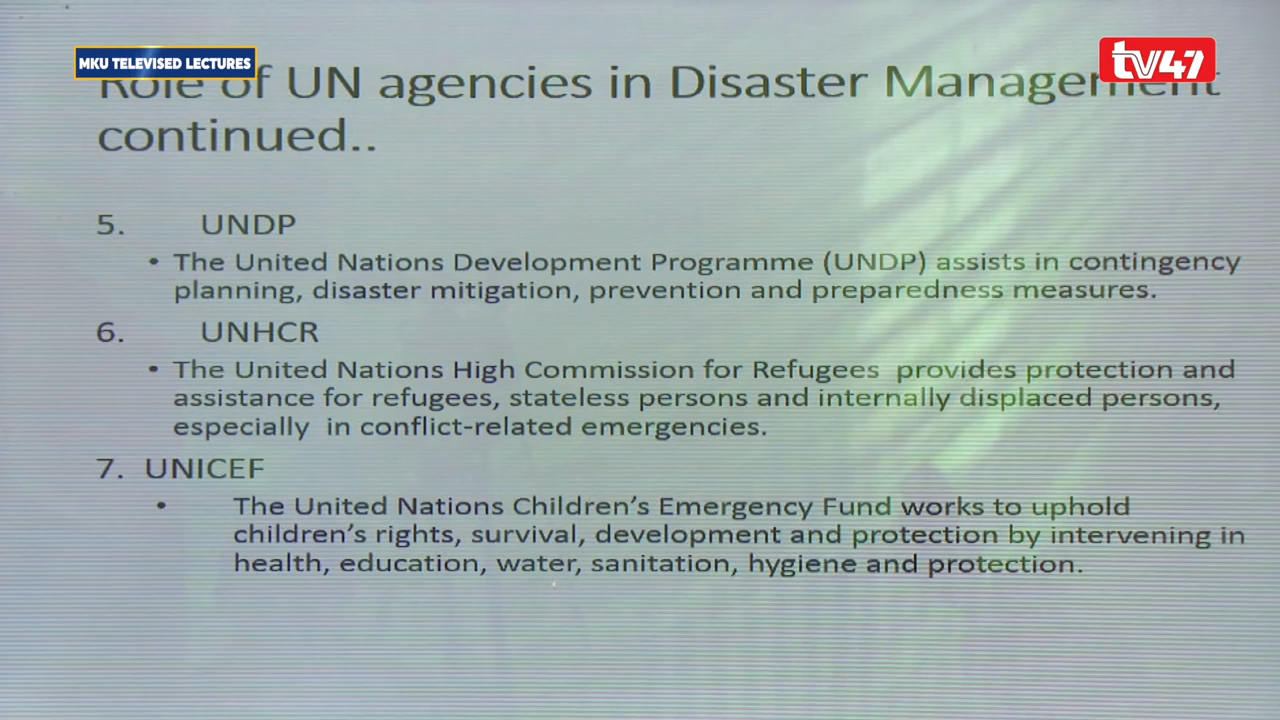 MKU TELEVISED LECTURES
tv47
Role of UN agencies in Disaster Management
continued..
5. UNDP
• The United Nations Development Programme (UNDP) assists in contingency
planning, disaster mitigation, prevention and preparedness measures.
6. UNHCR
• The United Nations High Commission for Refugees provides protection and
assistance for refugees, stateless persons and internally displaced persons,
especially in conflict-related emergencies.
7. UNICEF
• The United Nations Children’s Emergency Fund works to uphold
children’s rights, survival, development and protection by intervening in
health, education, water, sanitation, hygiene and protection.